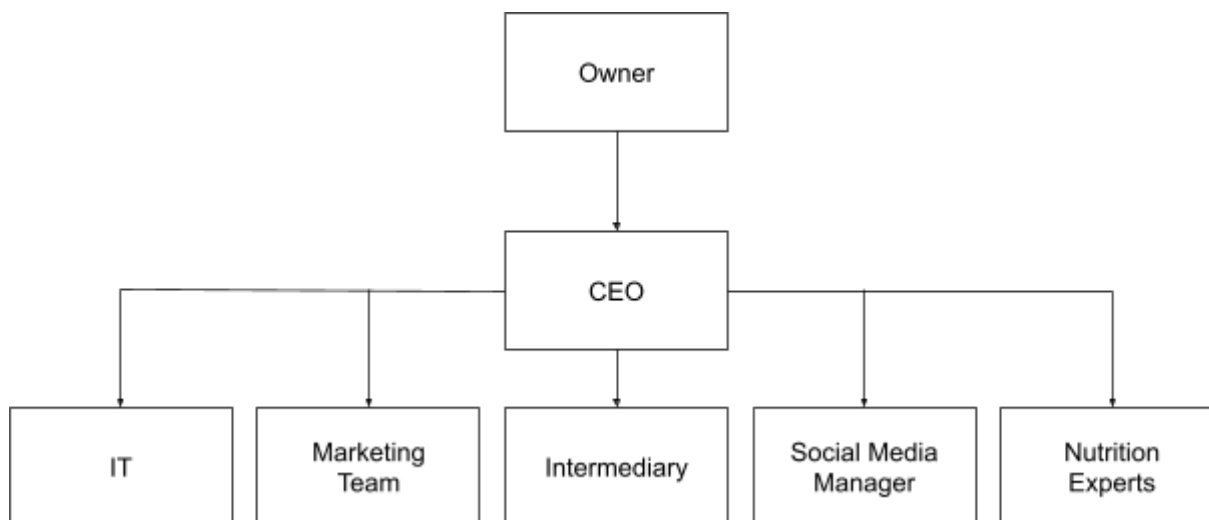 Owner
CEO
IT
Marketing
Team
Intermediary
Social Media
Manager
Nutrition
Experts